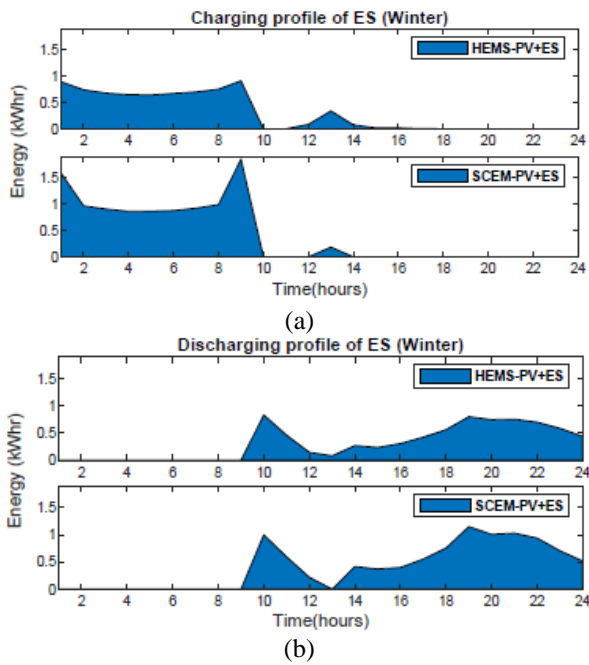 Charging profile of ES (Winter)
1.5
1
0.5
0
HEMS-PV+ES
2 4 6 8 10 12 14 16 18 20 22 24
Energy (kWhr)
1.5
1
0.5
0
SCEM-PV+ES
2 4 6 8 10 12 14 16 18 20 22 24
Time(hours)
(a)
Discharging profile of ES (Winter)
1.5
1
0.5
0
HEMS-PV+ES
2 4 6 8 10 12 14 16 18 20 22 24
Energy (kWhr)
1.5
1
0.5
0
SCEM-PV+ES
2 4 6 8 10 12 14 16 18 20 22 24
Time(hours)
(b)